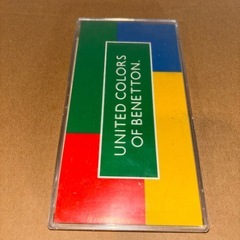 UNITED COLORS
OF BENETTON.